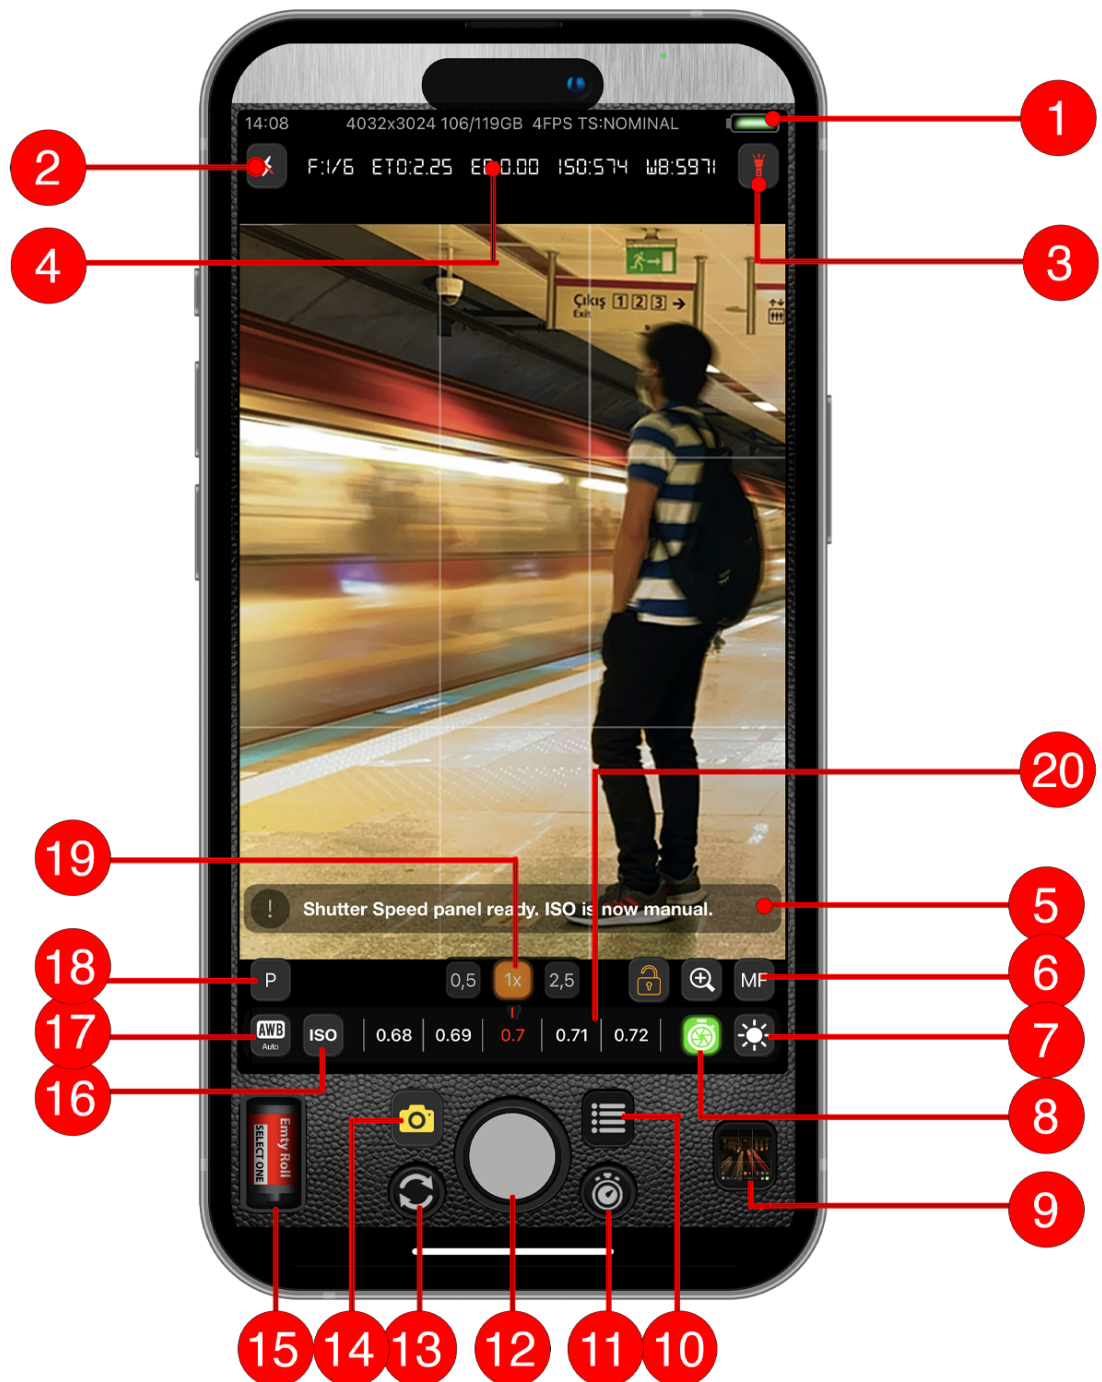 14:08 4032x3024 106/119GB 4FPS TS:NOMINAL
1
2
F:1/6 ET0:2.25 E 0.00 ISO:574 WB:5971
4
3
Çıkış 1 2 3 →
Exit
20
19
Shutter Speed panel ready. ISO is now manual.
5
18
P
0,5 1x 2,5
MF
6
17
AWB
Auto
ISO
0.68 0.69 0.7 0.71 0.72
7
16
8
Emty Roll
SELECT ONE
9
15 14 13 12 11 10